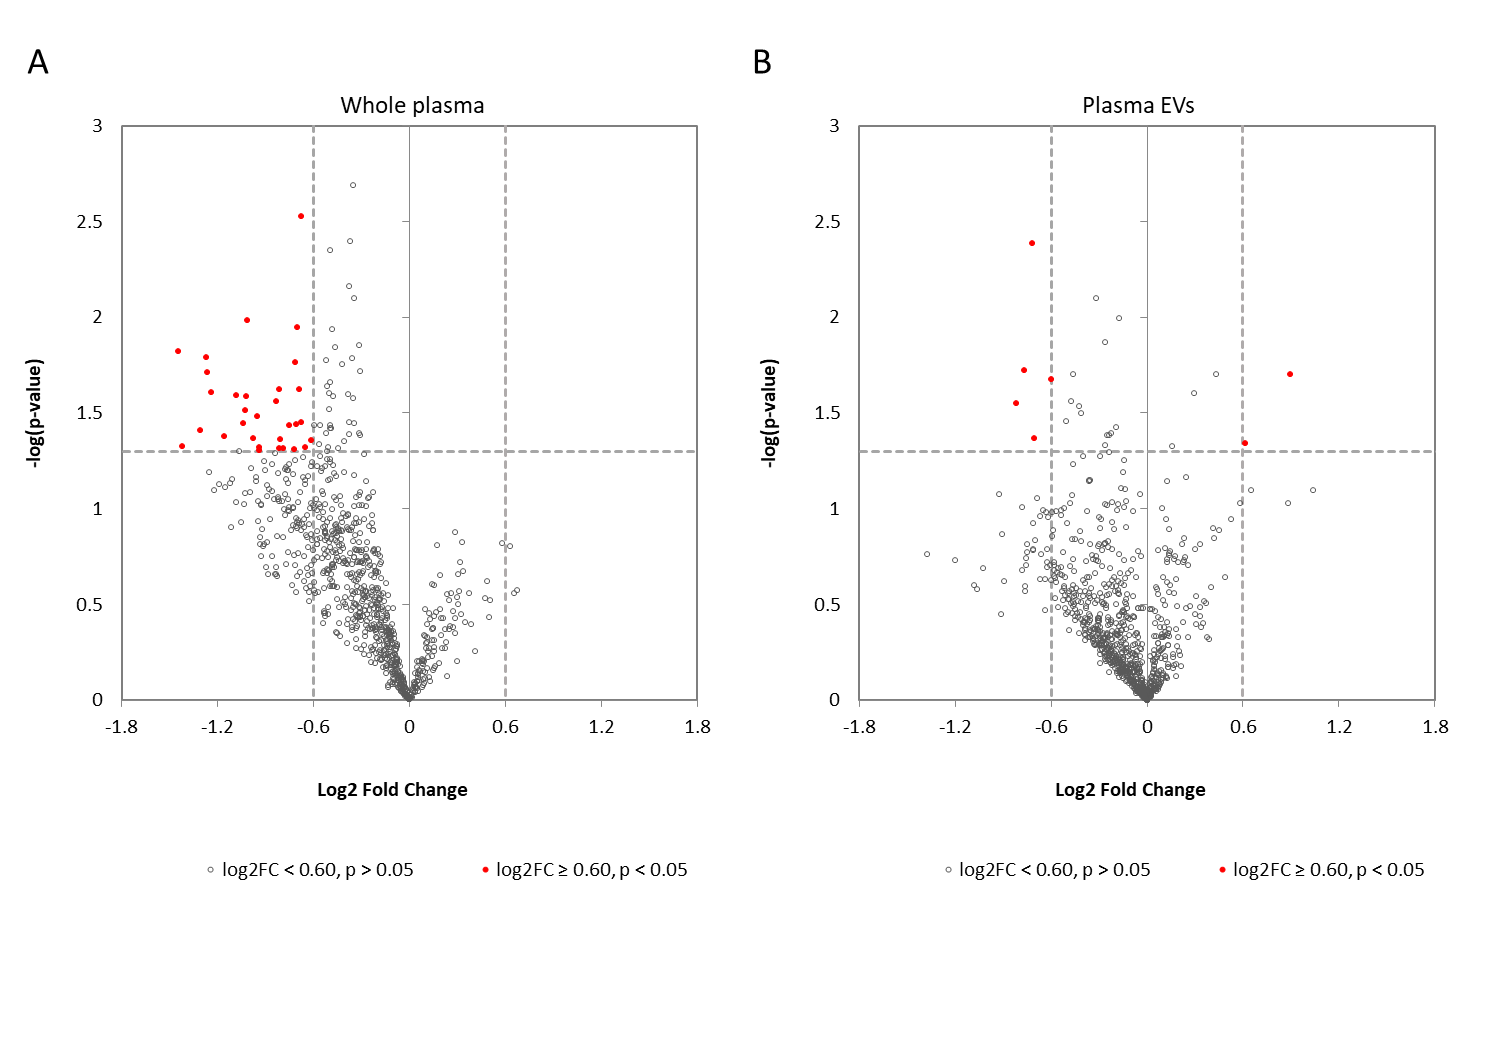 A
B
Whole plasma
Plasma EVs
3
2.5
2
1.5
1
0.5
0
-log(p-value)
-1.8 -1.2 -0.6 0 0.6 1.2 1.8
Log2 Fold Change
log2FC < 0.60, p > 0.05 log2FC ≥ 0.60, p < 0.05
3
2.5
2
1.5
1
0.5
0
-log(p-value)
-1.8 -1.2 -0.6 0 0.6 1.2 1.8
Log2 Fold Change
log2FC < 0.60, p > 0.05 log2FC ≥ 0.60, p < 0.05